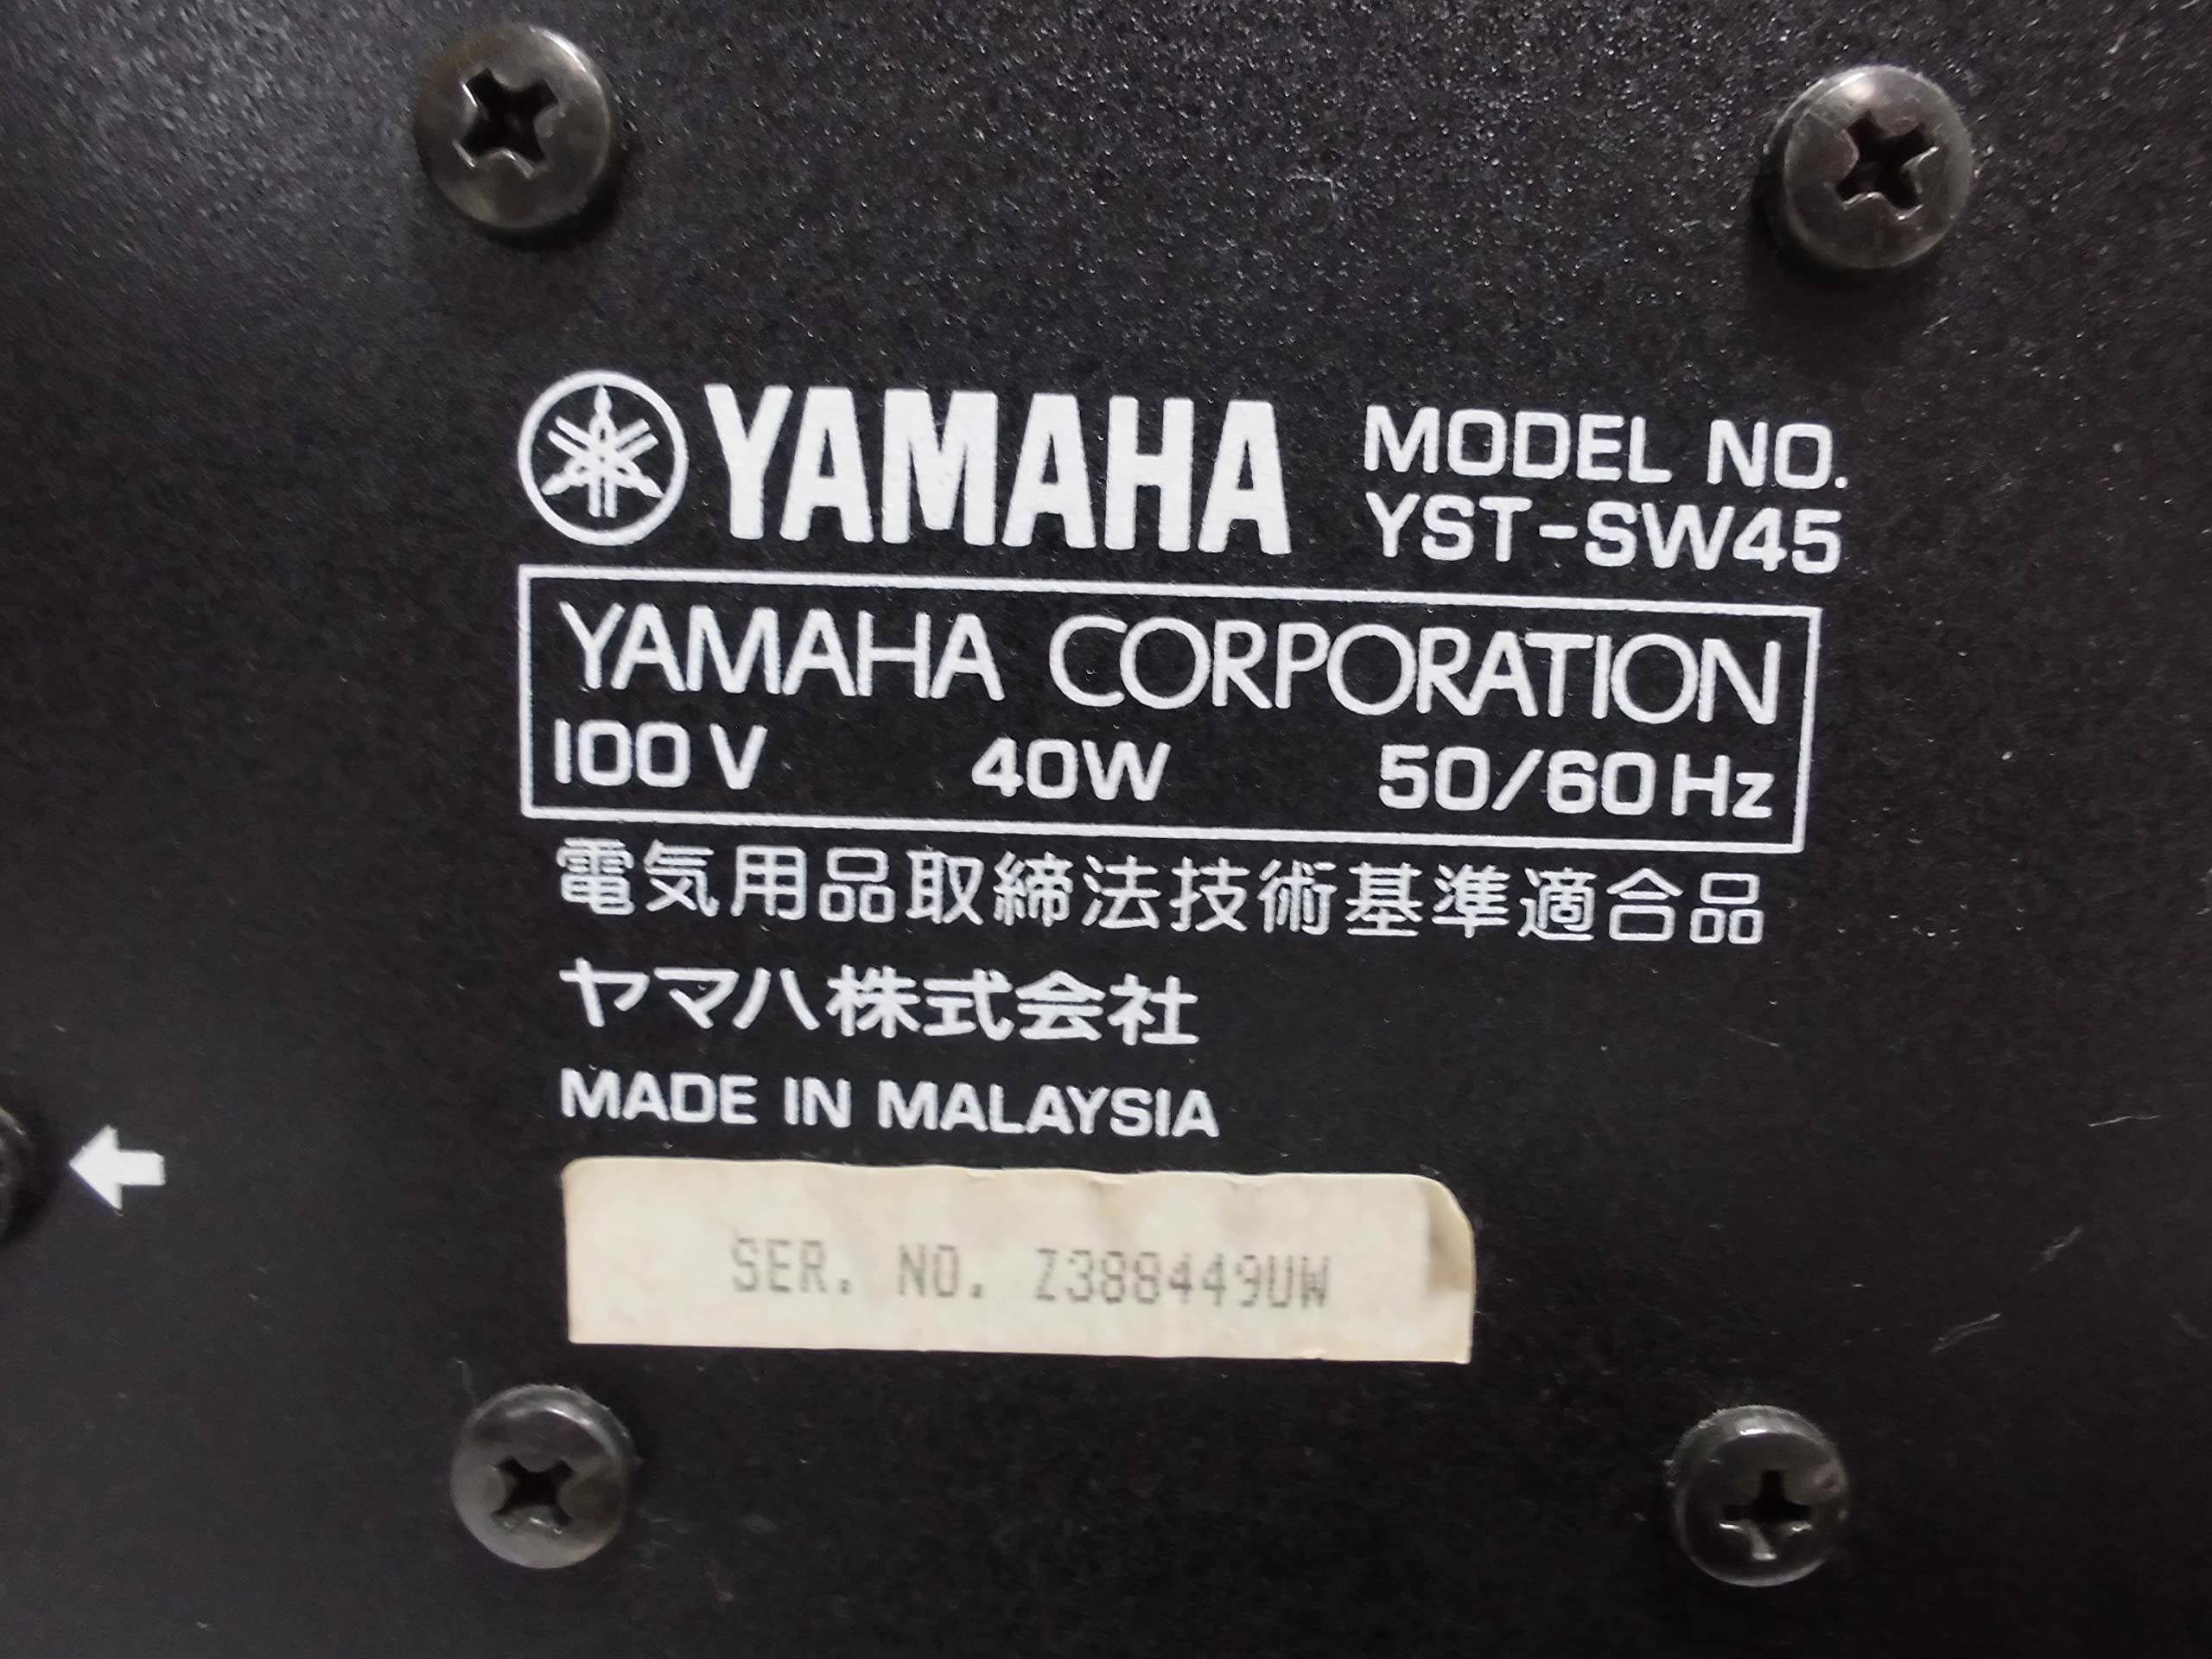 YAMAHA MODEL NO.
YST-SW45
YAMAHA CORPORATION
100 V 40W 50/60 Hz
電気用品取締法技術基準適合品
ヤマハ株式会社
MADE IN MALAYSIA
SER. NO. Z388449UW